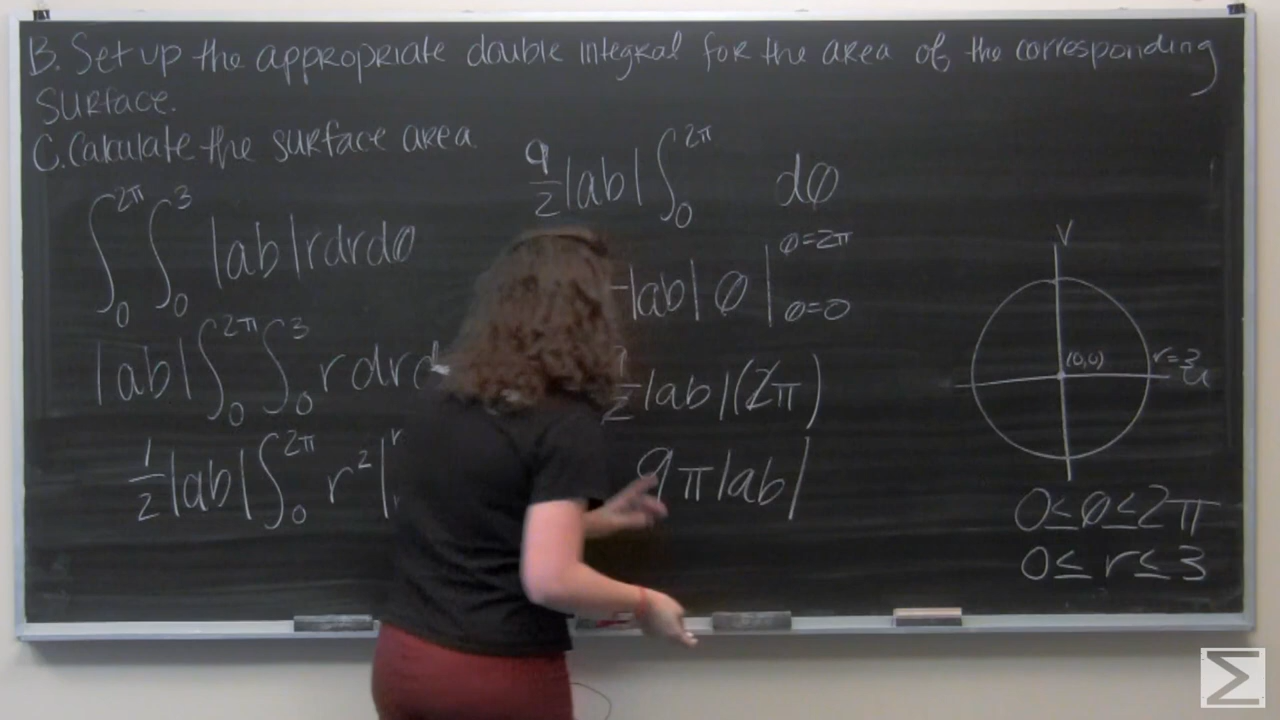 B. Set up the appropriate double integral for the area of the corresponding
surface.
C. Calculate the surface area.
∫₀^{2π} ∫₀^{3} |ab| r dr dθ
|ab| ∫₀^{2π} ∫₀^{3} r dr d
1/2 |ab| ∫₀^{2π} r² |
9/2 |ab| ∫₀^{2π} dθ
|ab| θ |_{θ=0}^{θ=2π}
/2 |ab| (2π)
9π|ab|
V
(0,0)
r=3
u
0≤θ≤2π
0≤ r≤3
Σ